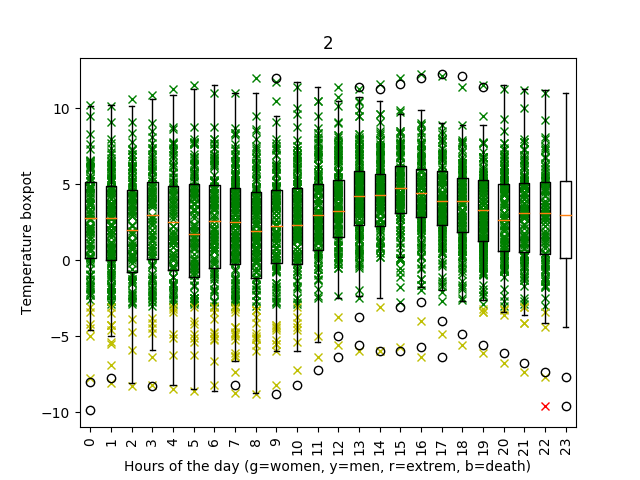 2
Temperature boxpot
10
5
0
−5
−10
0 1 2 3 4 5 6 7 8 9 10 11 12 13 14 15 16 17 18 19 20 21 22 23
Hours of the day (g=women, y=men, r=extrem, b=death)